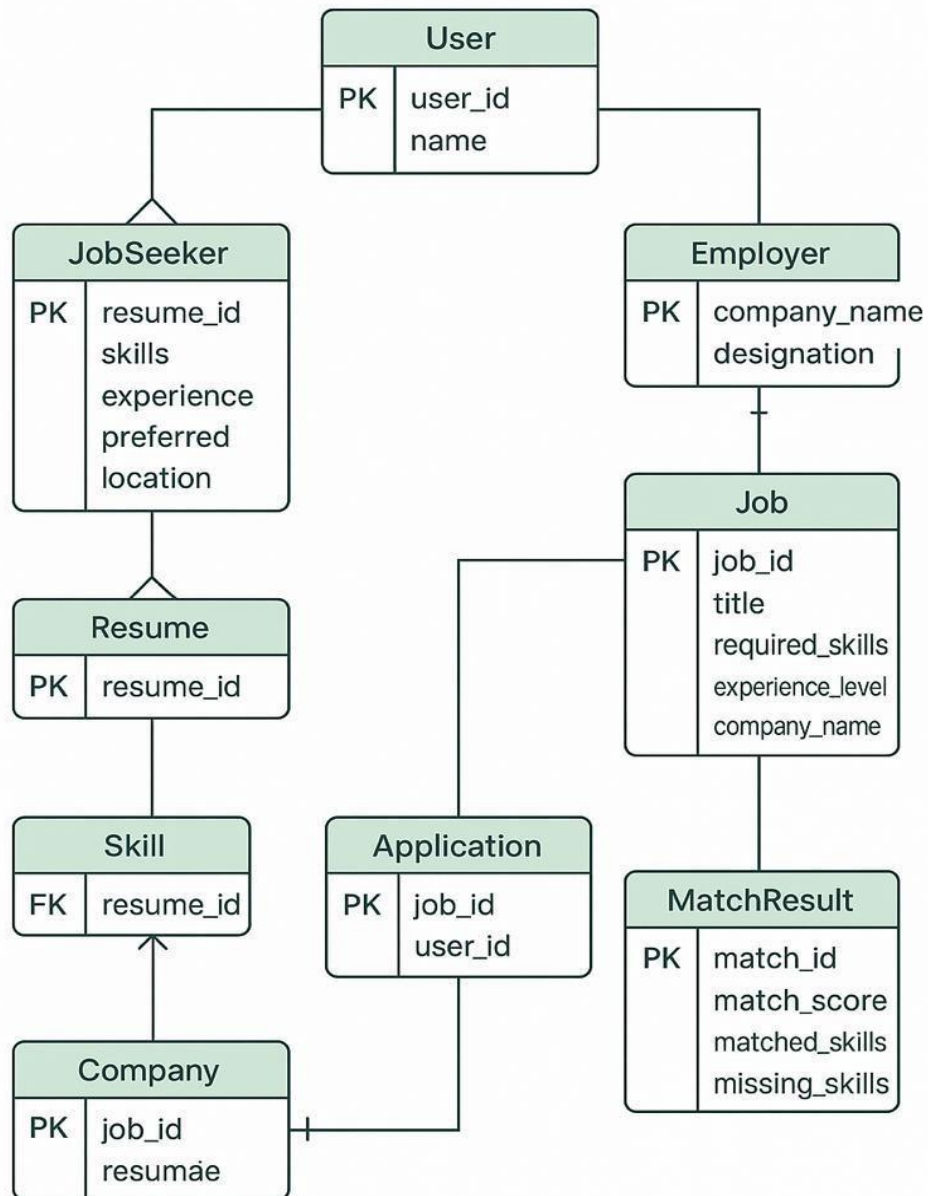 User
PK user_id
name
JobSeeker
PK resume_id
skills
experience
preferred
location
Employer
PK company_name
designation
Resume
PK resume_id
Job
PK job_id
title
required_skills
experience_level
company_name
Skill
FK resume_id
Application
PK job_id
user_id
MatchResult
PK match_id
match_score
matched_skills
missing_skills
Company
PK job_id
resumae